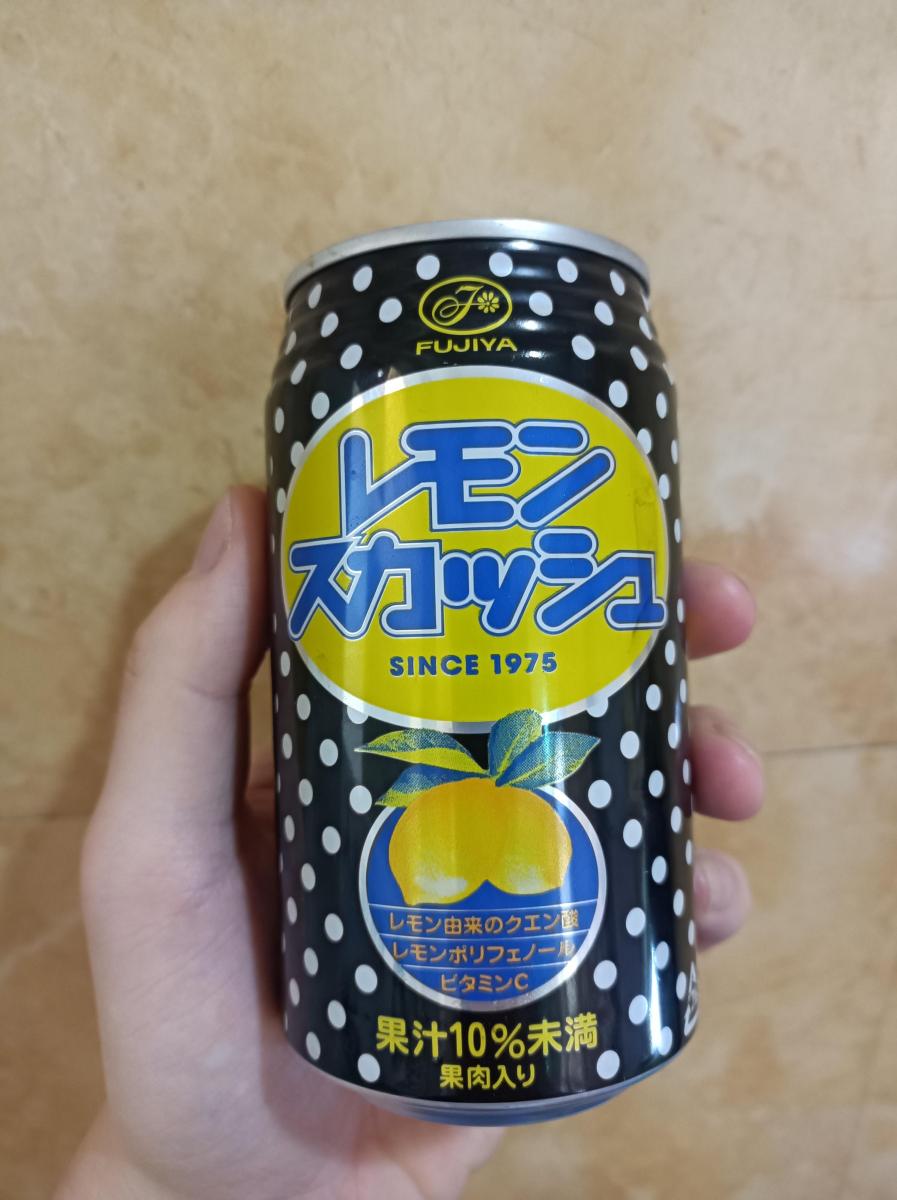 FUJIYA
レモン
スカッシュ
SINCE 1975
レモン由来のクエン酸
レモンポリフェノール
ビタミンC
果汁10%未満
果肉入り